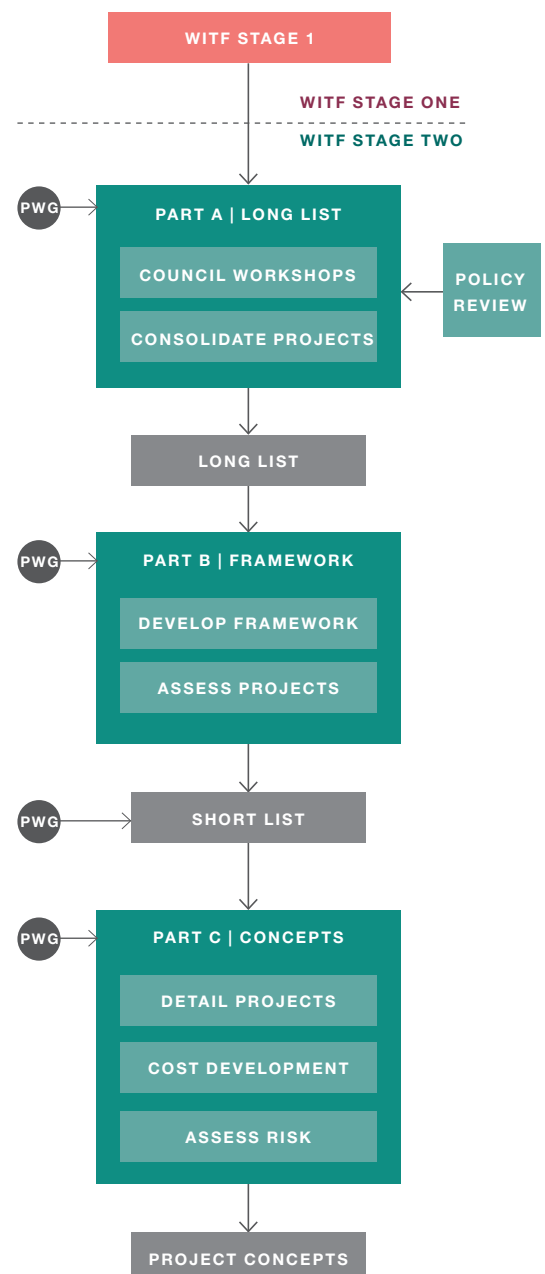 WITF STAGE 1
WITF STAGE ONE
WITF STAGE TWO
PWG
PART A | LONG LIST
COUNCIL WORKSHOPS
CONSOLIDATE PROJECTS
POLICY
REVIEW
LONG LIST
PWG
PART B | FRAMEWORK
DEVELOP FRAMEWORK
ASSESS PROJECTS
PWG
SHORT LIST
PWG
PART C | CONCEPTS
DETAIL PROJECTS
COST DEVELOPMENT
ASSESS RISK
PROJECT CONCEPTS